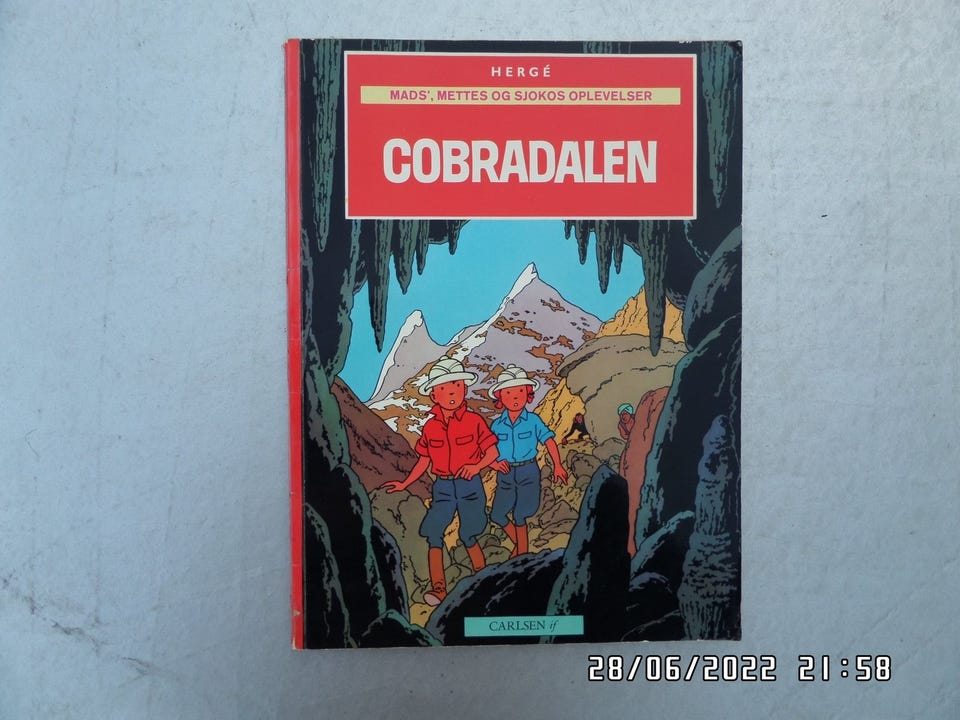 HERGÉ
MADS', METTES OG SJOKOS OPLEVELSER
COBRADALEN
CARLSEN if
28/06/2022 21:58